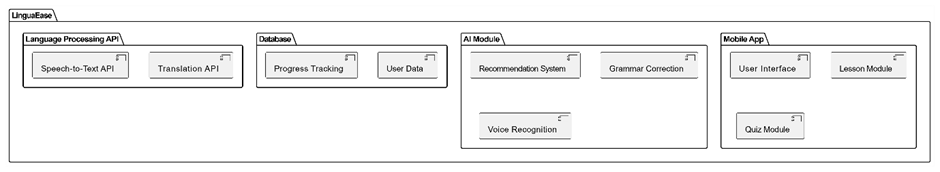 LinguaEase
Language Processing API
Speech-to-Text API
Translation API
Database
Progress Tracking
User Data
AI Module
Recommendation System
Grammar Correction
Voice Recognition
Mobile App
User Interface
Lesson Module
Quiz Module